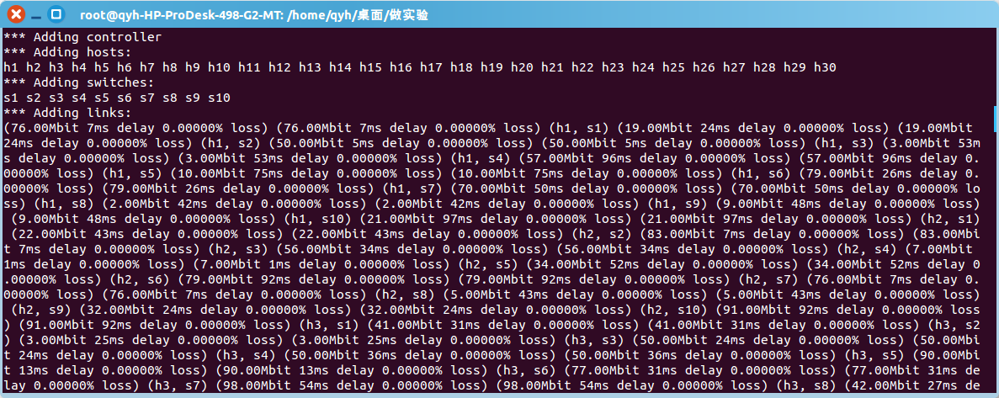 root@qyh-HP-ProDesk-498-G2-MT: /home/qyh/桌面/做实验
*** Adding controller
*** Adding hosts:
h1 h2 h3 h4 h5 h6 h7 h8 h9 h10 h11 h12 h13 h14 h15 h16 h17 h18 h19 h20 h21 h22 h23 h24 h25 h26 h27 h28 h29 h30
*** Adding switches:
s1 s2 s3 s4 s5 s6 s7 s8 s9 s10
*** Adding links:
(76.00Mbit 7ms delay 0.00000% loss) (76.00Mbit 7ms delay 0.00000% loss) (h1, s1) (19.00Mbit 24ms delay 0.00000% loss) (19.00Mbit
24ms delay 0.00000% loss) (h1, s2) (50.00Mbit 5ms delay 0.00000% loss) (50.00Mbit 5ms delay 0.00000% loss) (h1, s3) (3.00Mbit 53m
s delay 0.00000% loss) (3.00Mbit 53ms delay 0.00000% loss) (h1, s4) (57.00Mbit 96ms delay 0.00000% loss) (57.00Mbit 96ms delay 0.
00000% loss) (h1, s5) (10.00Mbit 75ms delay 0.00000% loss) (10.00Mbit 75ms delay 0.00000% loss) (h1, s6) (79.00Mbit 26ms delay 0.
00000% loss) (79.00Mbit 26ms delay 0.00000% loss) (h1, s7) (70.00Mbit 50ms delay 0.00000% loss) (70.00Mbit 50ms delay 0.00000% lo
ss) (h1, s8) (2.00Mbit 42ms delay 0.00000% loss) (2.00Mbit 42ms delay 0.00000% loss) (h1, s9) (9.00Mbit 48ms delay 0.00000% loss)
(9.00Mbit 48ms delay 0.00000% loss) (h1, s10) (21.00Mbit 97ms delay 0.00000% loss) (21.00Mbit 97ms delay 0.00000% loss) (h2, s1)
(22.00Mbit 43ms delay 0.00000% loss) (22.00Mbit 43ms delay 0.00000% loss) (h2, s2) (83.00Mbit 7ms delay 0.00000% loss) (83.00Mbi
t 7ms delay 0.00000% loss) (h2, s3) (56.00Mbit 34ms delay 0.00000% loss) (56.00Mbit 34ms delay 0.00000% loss) (h2, s4) (7.00Mbit
1ms delay 0.00000% loss) (7.00Mbit 1ms delay 0.00000% loss) (h2, s5) (34.00Mbit 52ms delay 0.00000% loss) (34.00Mbit 52ms delay 0
.00000% loss) (h2, s6) (79.00Mbit 92ms delay 0.00000% loss) (79.00Mbit 92ms delay 0.00000% loss) (h2, s7) (76.00Mbit 7ms delay 0.
00000% loss) (76.00Mbit 7ms delay 0.00000% loss) (h2, s8) (5.00Mbit 43ms delay 0.00000% loss) (5.00Mbit 43ms delay 0.00000% loss)
(h2, s9) (32.00Mbit 24ms delay 0.00000% loss) (32.00Mbit 24ms delay 0.00000% loss) (h2, s10) (91.00Mbit 92ms delay 0.00000% loss
) (91.00Mbit 92ms delay 0.00000% loss) (h3, s1) (41.00Mbit 31ms delay 0.00000% loss) (41.00Mbit 31ms delay 0.00000% loss) (h3, s2
) (3.00Mbit 25ms delay 0.00000% loss) (3.00Mbit 25ms delay 0.00000% loss) (h3, s3) (50.00Mbit 24ms delay 0.00000% loss) (50.00Mbi
t 24ms delay 0.00000% loss) (h3, s4) (50.00Mbit 36ms delay 0.00000% loss) (50.00Mbit 36ms delay 0.00000% loss) (h3, s5) (90.00Mbi
t 13ms delay 0.00000% loss) (90.00Mbit 13ms delay 0.00000% loss) (h3, s6) (77.00Mbit 31ms delay 0.00000% loss) (77.00Mbit 31ms de
lay 0.00000% loss) (h3, s7) (98.00Mbit 54ms delay 0.00000% loss) (98.00Mbit 54ms delay 0.00000% loss) (h3, s8) (42.00Mbit 27ms de